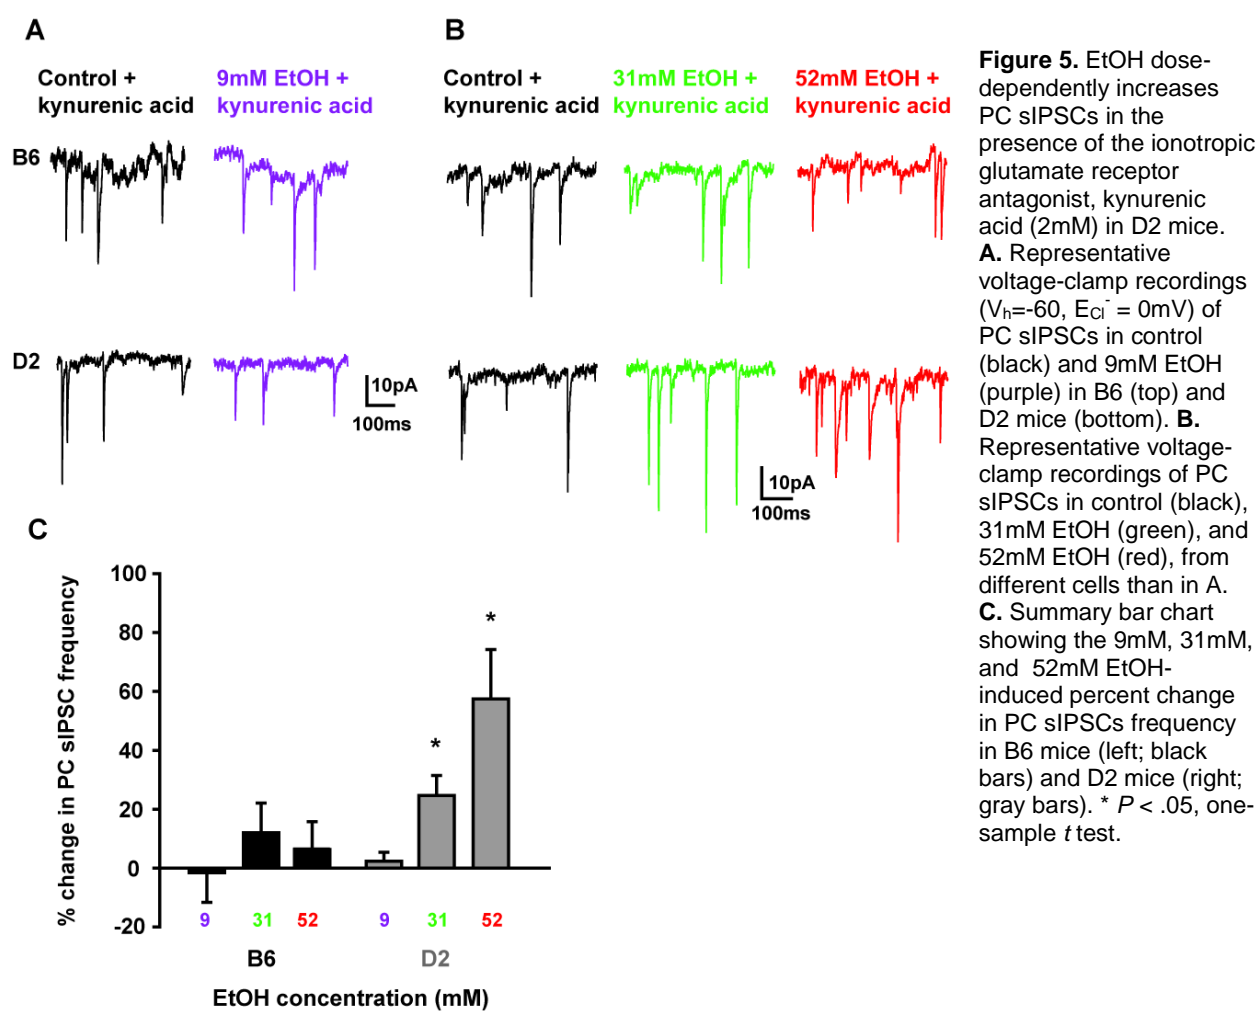 A
Control +
kynurenic acid
9mM EtOH +
kynurenic acid
B6
D2
10pA
100ms
B
Control +
kynurenic acid
31mM EtOH +
kynurenic acid
52mM EtOH +
kynurenic acid
10pA
100ms
C
% change in PC sIPSC frequency
100
80
60
40
20
0
-20
*
*
9
31
52
9
31
52
B6
D2
EtOH concentration (mM)
Figure 5. EtOH dose-
dependently increases
PC sIPSCs in the
presence of the ionotropic
glutamate receptor
antagonist, kynurenic
acid (2mM) in D2 mice.
A. Representative
voltage-clamp recordings
(Vh=-60, ECl- = 0mV) of
PC sIPSCs in control
(black) and 9mM EtOH
(purple) in B6 (top) and
D2 mice (bottom). B.
Representative voltage-
clamp recordings of PC
sIPSCs in control (black),
31mM EtOH (green), and
52mM EtOH (red), from
different cells than in A.
C. Summary bar chart
showing the 9mM, 31mM,
and 52mM EtOH-
induced percent change
in PC sIPSCs frequency
in B6 mice (left; black
bars) and D2 mice (right;
gray bars). * P < .05, one-
sample t test.